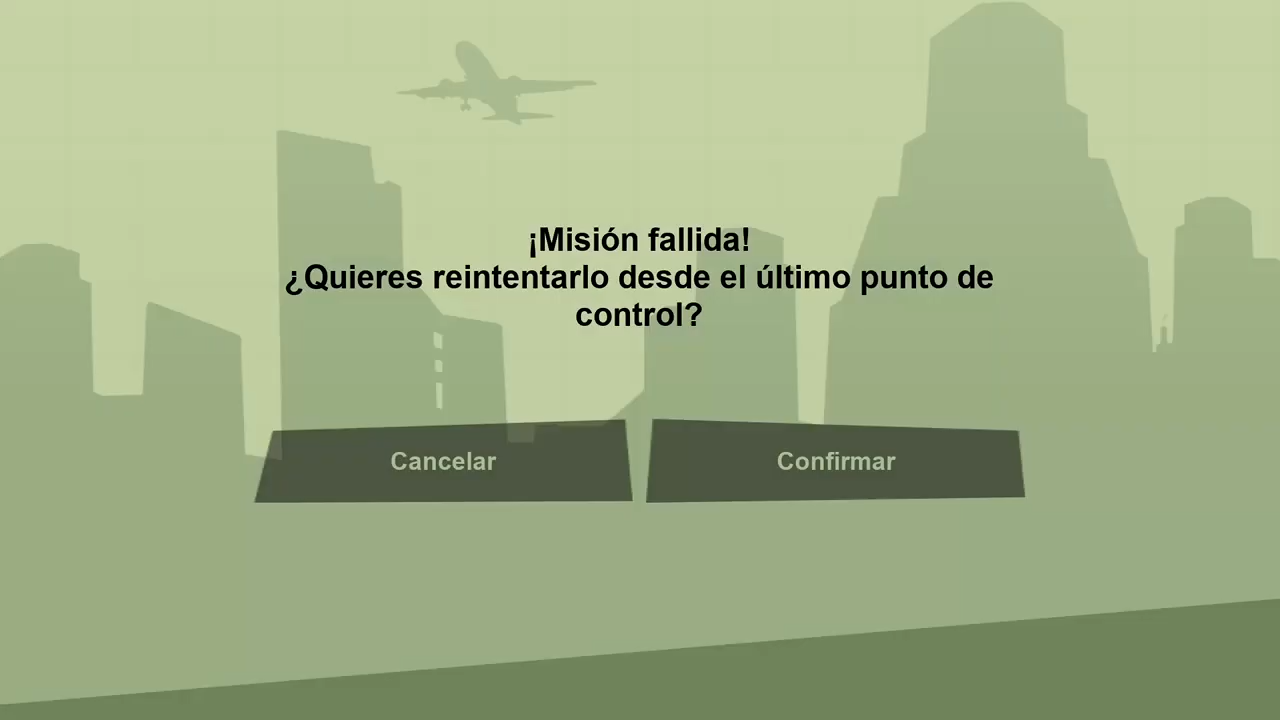 ¡Misión fallida!
¿Quieres reintentarlo desde el último punto de
control?
Cancelar
Confirmar